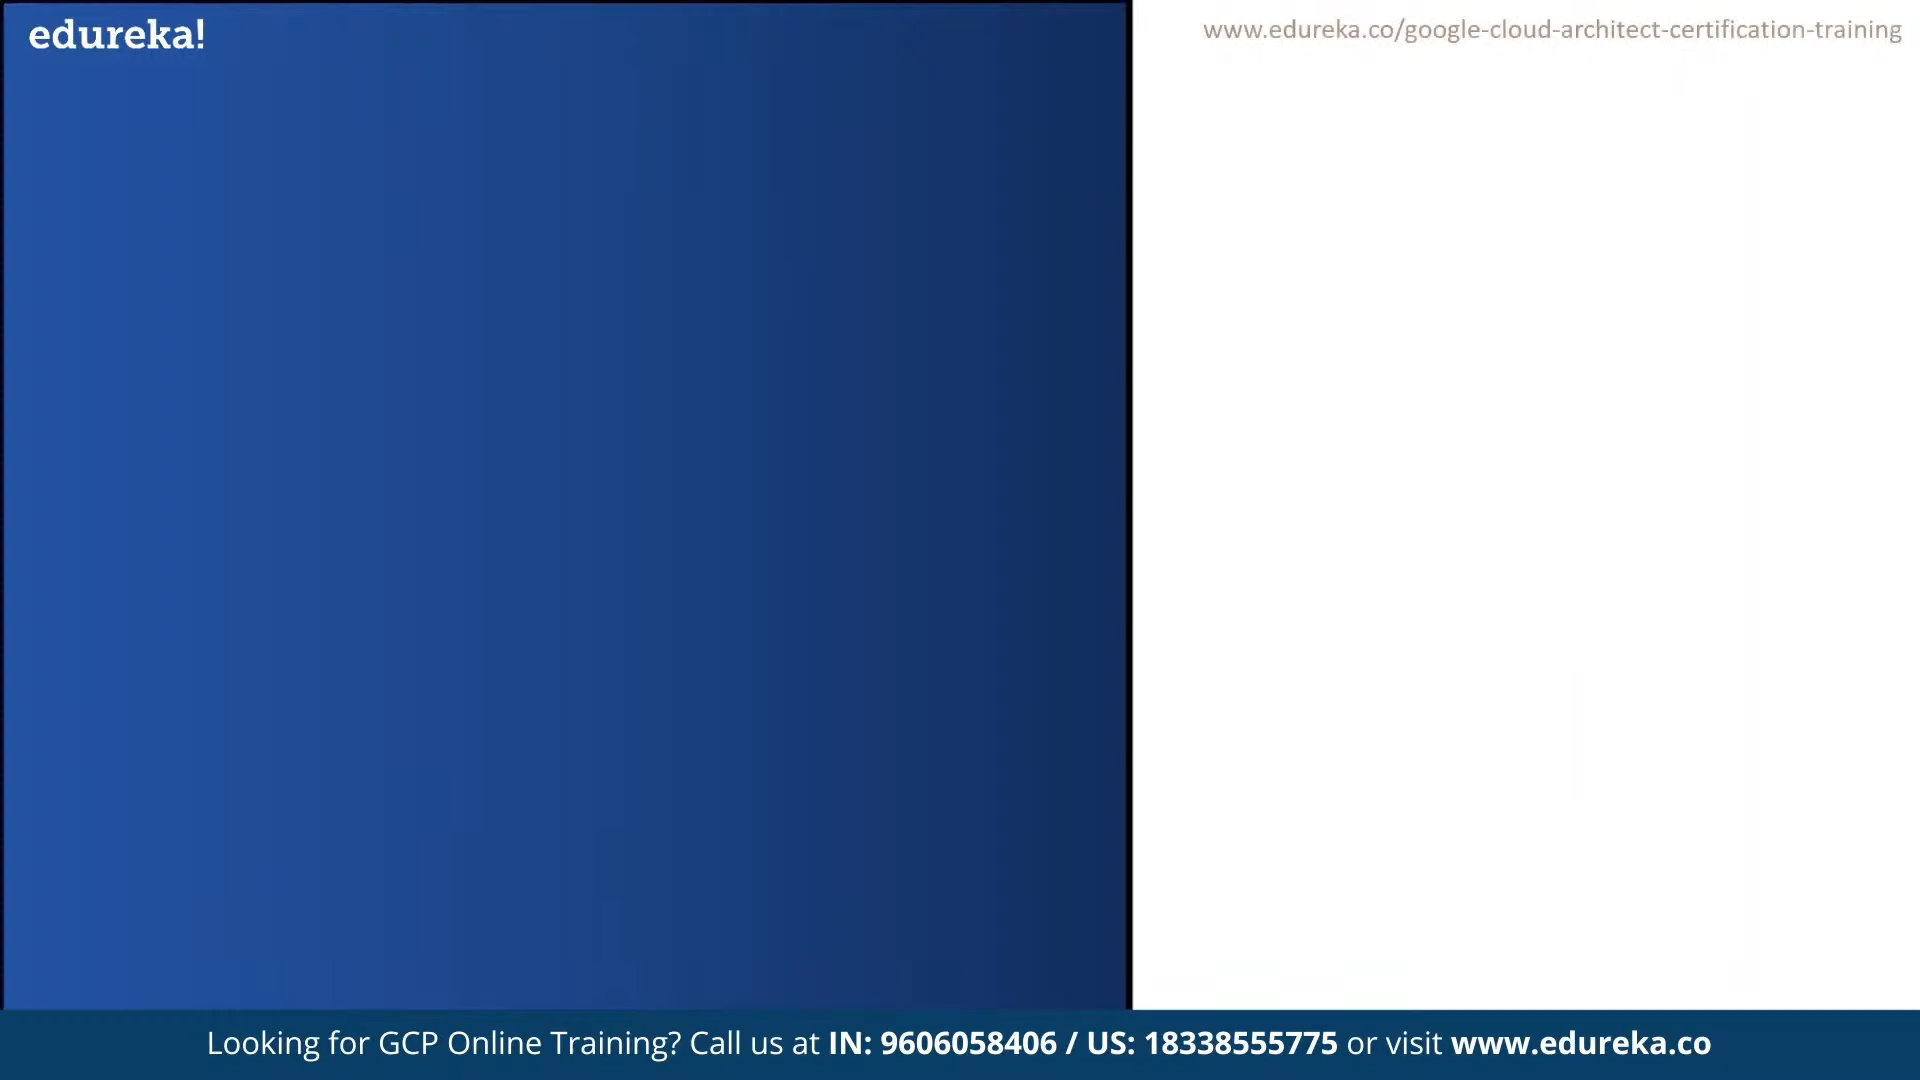 edureka!
www.edureka.co/google-cloud-architect-certification-training
Looking for GCP Online Training? Call us at IN: 9606058406 / US: 18338555775 or visit www.edureka.co